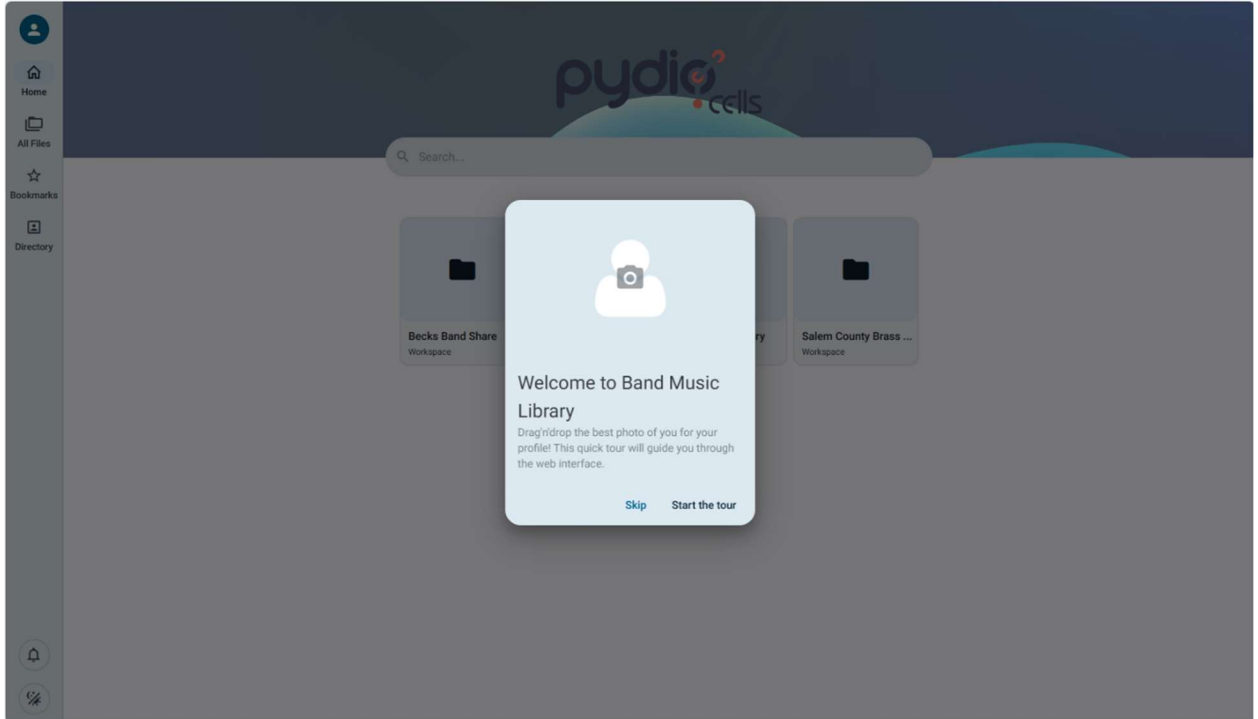 pydio
cells
Home
All Files
Bookmarks
Directory
Search...
Becks Band Share
Workspace
ry
Salem County Brass ...
Workspace
Welcome to Band Music
Library
Drag'n'drop the best photo of you for your
profile! This quick tour will guide you through
the web interface.
Skip
Start the tour